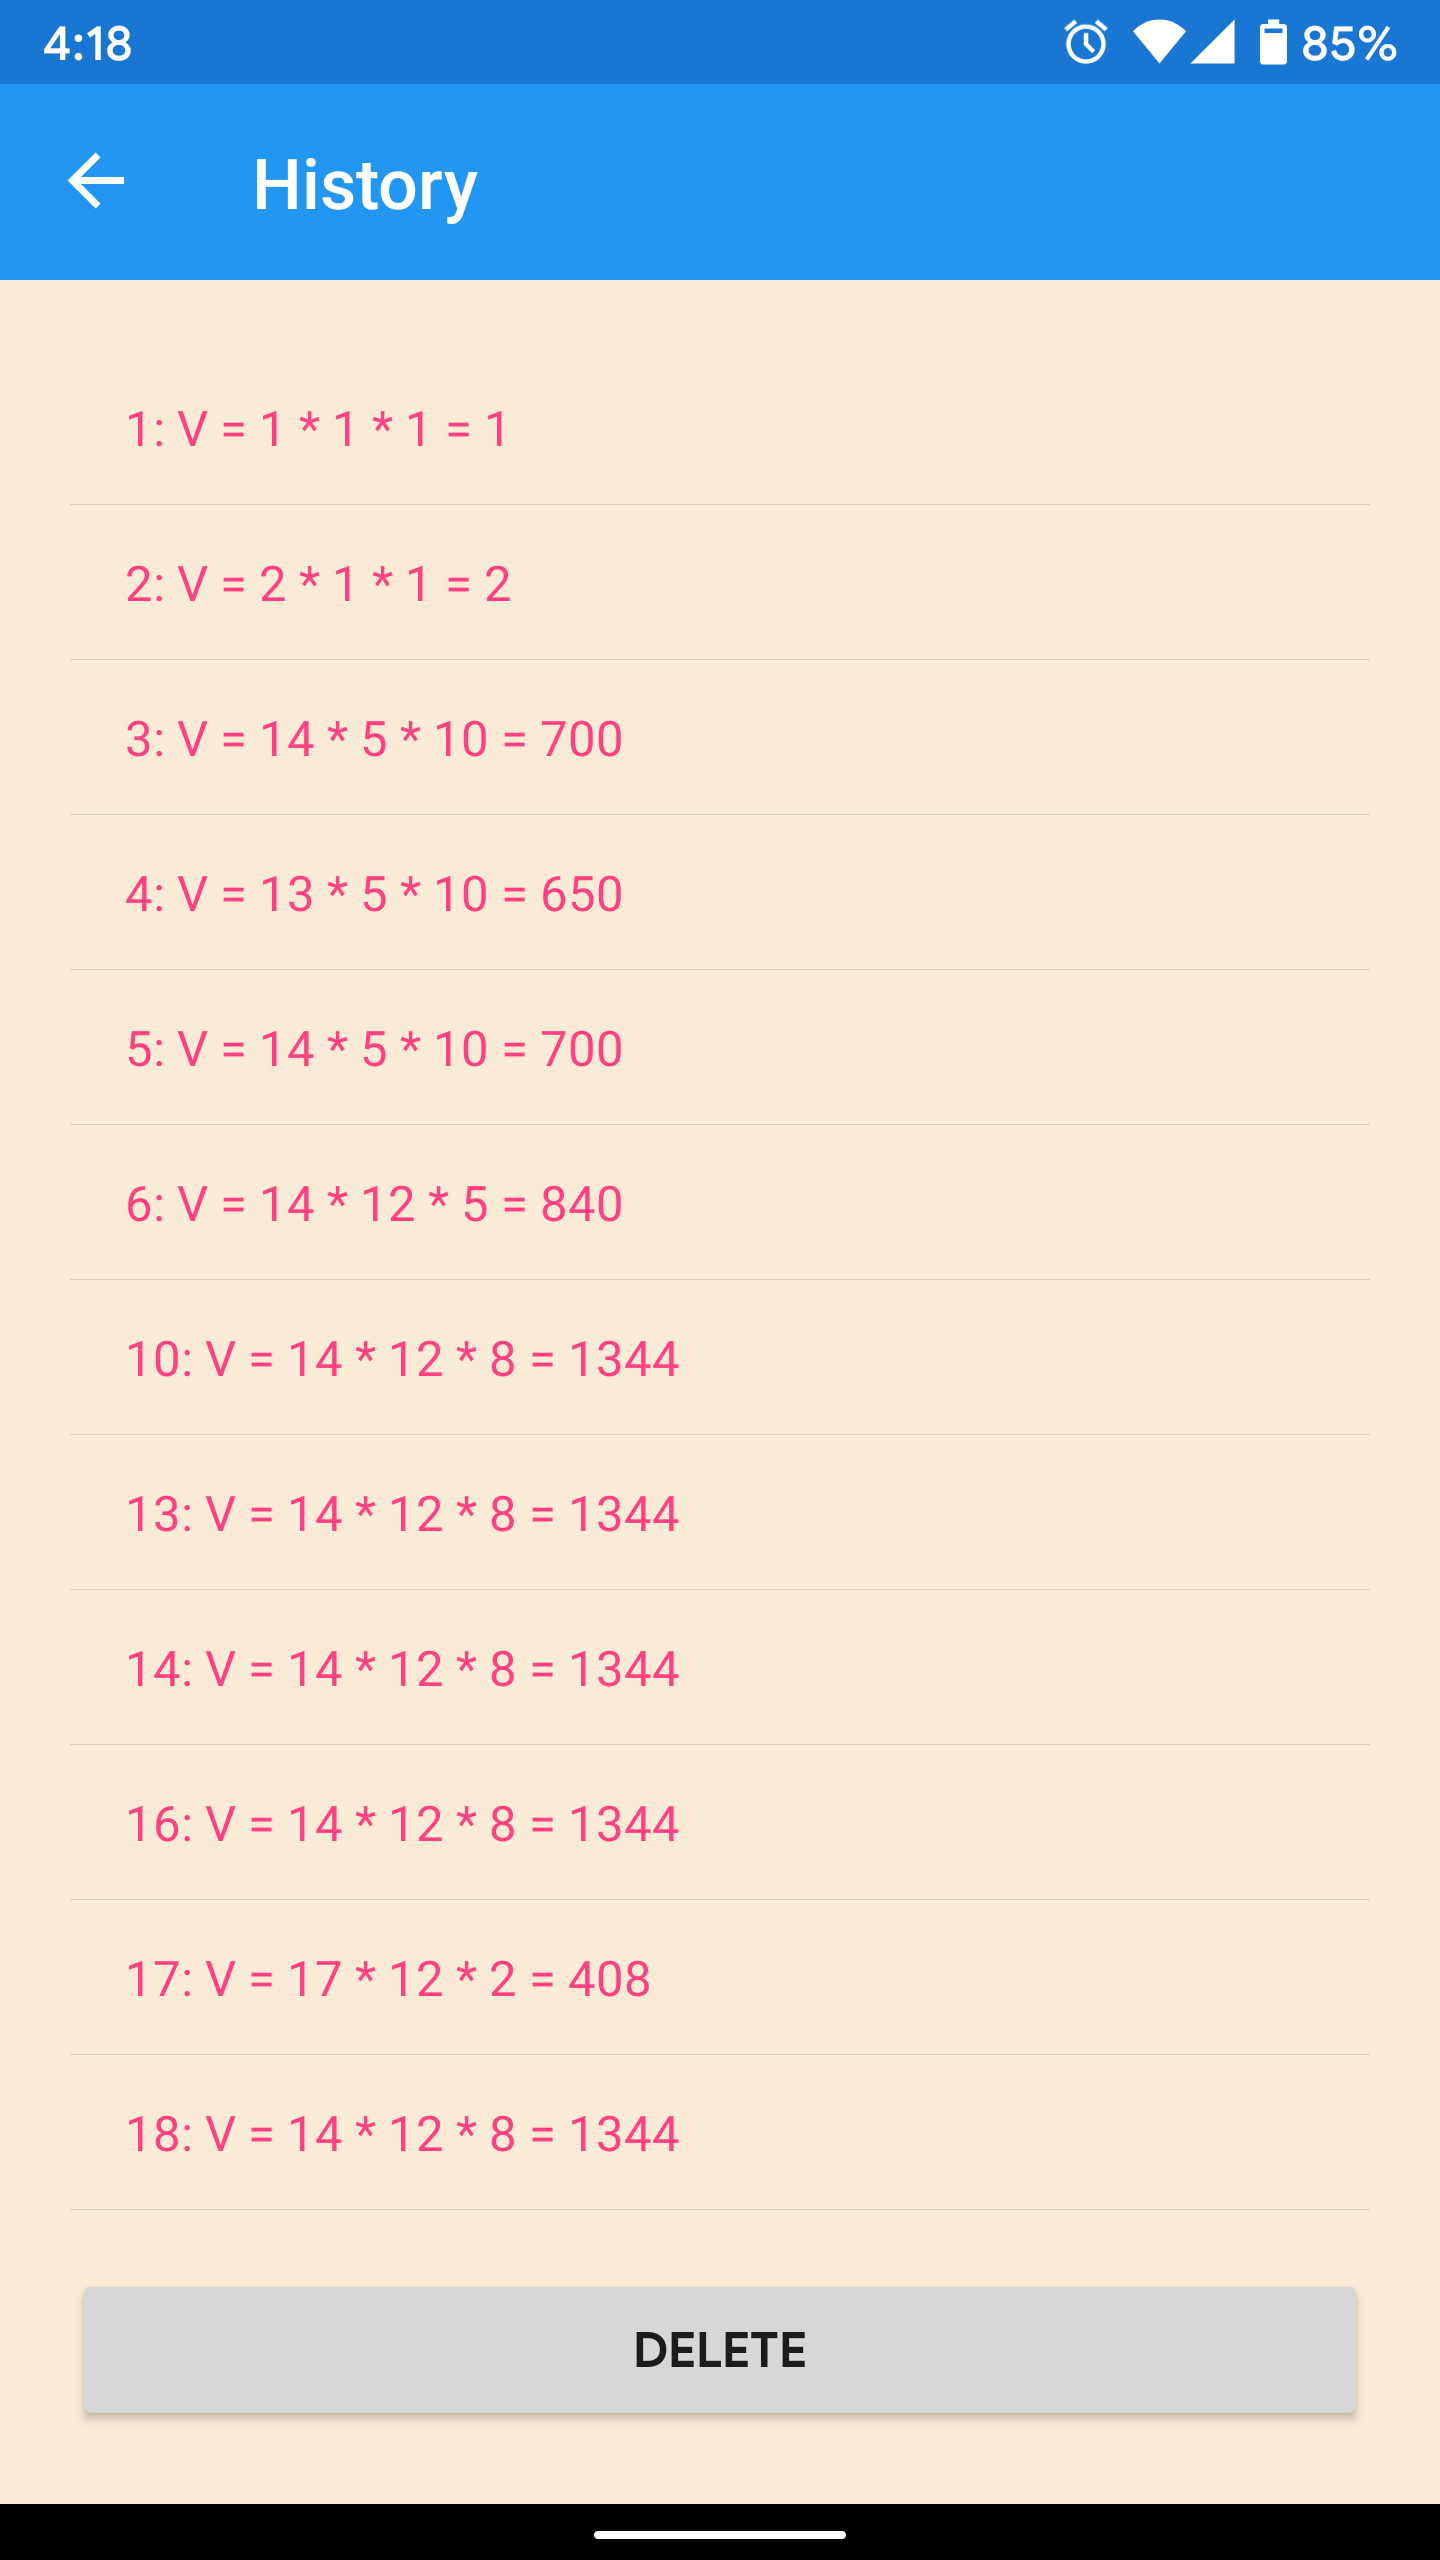 4:18
85%
History
1: V = 1 * 1 * 1 = 1
2: V = 2 * 1 * 1 = 2
3: V = 14 * 5 * 10 = 700
4: V = 13 * 5 * 10 = 650
5: V = 14 * 5 * 10 = 700
6: V = 14 * 12 * 5 = 840
10: V = 14 * 12 * 8 = 1344
13: V = 14 * 12 * 8 = 1344
14: V = 14 * 12 * 8 = 1344
16: V = 14 * 12 * 8 = 1344
17: V = 17 * 12 * 2 = 408
18: V = 14 * 12 * 8 = 1344
DELETE